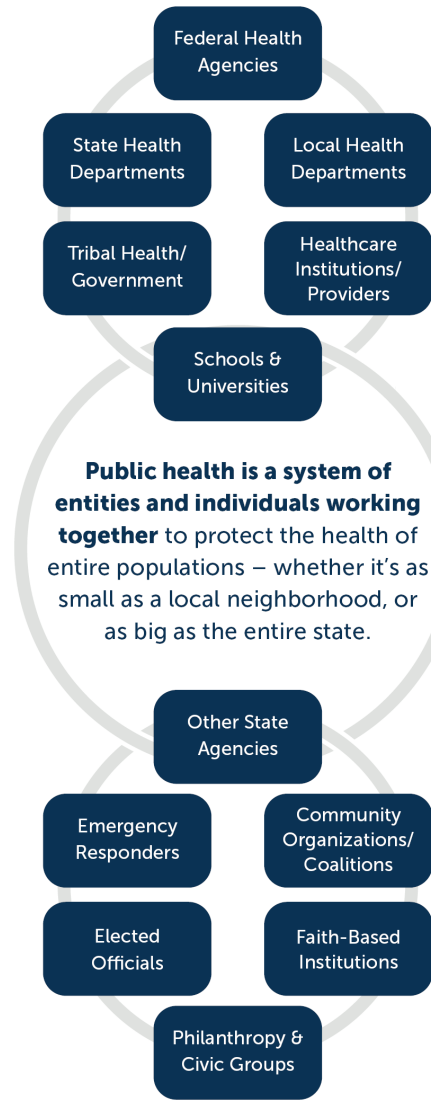 Federal Health
Agencies
State Health
Departments
Local Health
Departments
Tribal Health/
Government
Healthcare
Institutions/
Providers
Schools &
Universities
Public health is a system of
entities and individuals working
together to protect the health of
entire populations – whether it’s as
small as a local neighborhood, or
as big as the entire state.
Other State
Agencies
Emergency
Responders
Community
Organizations/
Coalitions
Elected
Officials
Faith-Based
Institutions
Philanthropy &
Civic Groups